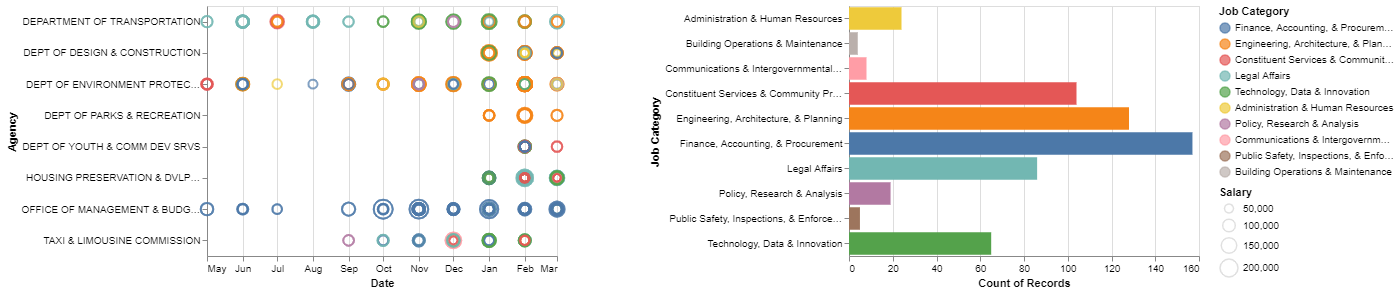 DEPARTMENT OF TRANSPORTATION
DEPT OF DESIGN & CONSTRUCTION
DEPT OF ENVIRONMENT PROTEC...
DEPT OF PARKS & RECREATION
DEPT OF YOUTH & COMM DEV SRVS
HOUSING PRESERVATION & DVLP...
OFFICE OF MANAGEMENT & BUDG...
TAXI & LIMOUSINE COMMISSION
Agency
May Jun Jul Aug Sep Oct Nov Dec Jan Feb Mar
Date
Administration & Human Resources
Building Operations & Maintenance
Communications & Intergovernmental...
Constituent Services & Community Pr...
Engineering, Architecture, & Planning
Finance, Accounting, & Procurement
Legal Affairs
Policy, Research & Analysis
Public Safety, Inspections, & Enforce...
Technology, Data & Innovation
Job Category
0 20 40 60 80 100 120 140 160
Count of Records
Job Category
Finance, Accounting, & Procurem...
Engineering, Architecture, & Plan...
Constituent Services & Communit...
Legal Affairs
Technology, Data & Innovation
Administration & Human Resources
Policy, Research & Analysis
Communications & Intergovernm...
Public Safety, Inspections, & Enfo...
Building Operations & Maintenance
Salary
50,000
100,000
150,000
200,000